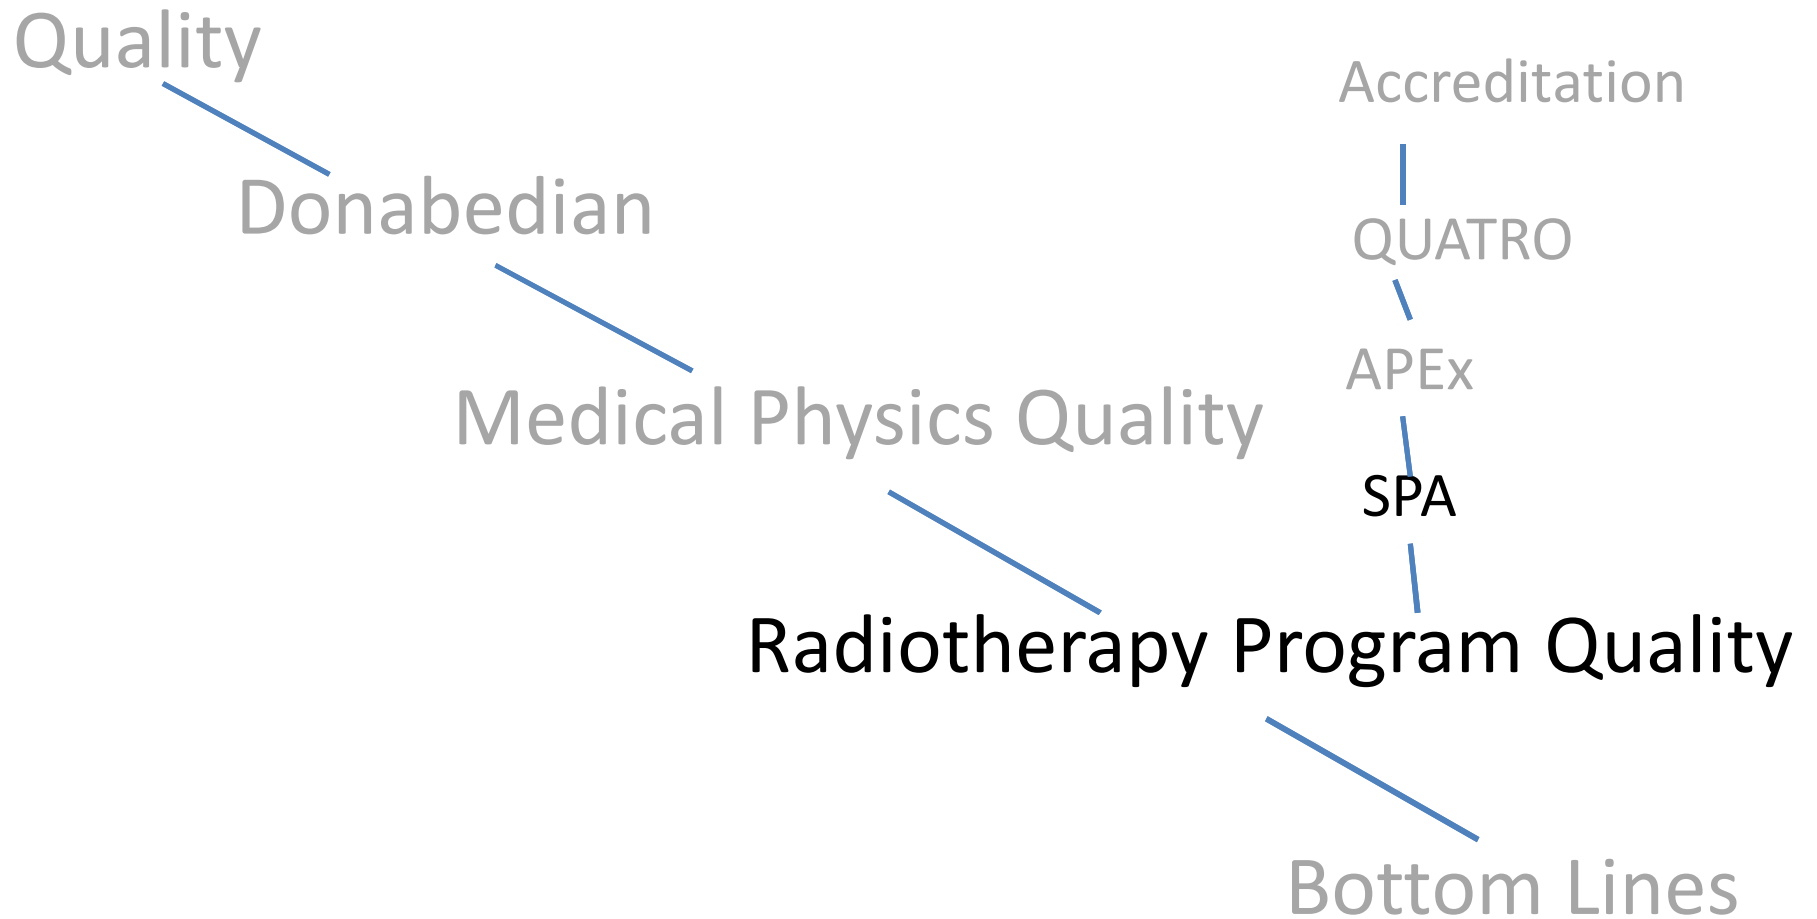 Quality
Accreditation
Donabedian
QUATRO
APEx
Medical Physics Quality
SPA
Radiotherapy Program Quality
Bottom Lines